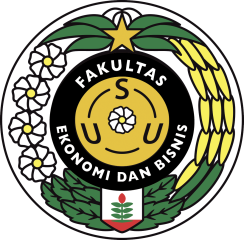 FAKULTAS
S
U U
EKONOMI DAN BISNIS